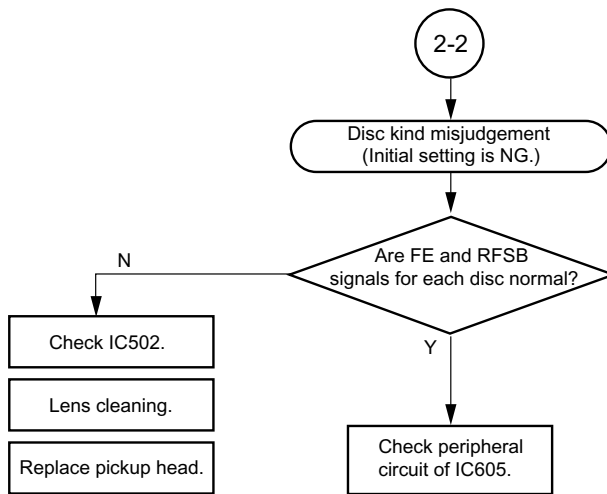 2-2
Disc kind misjudgement
(Initial setting is NG.)
Are FE and RFSB
signals for each disc normal?
N
Y
Check IC502.
Lens cleaning.
Replace pickup head.
Check peripheral
circuit of IC605.